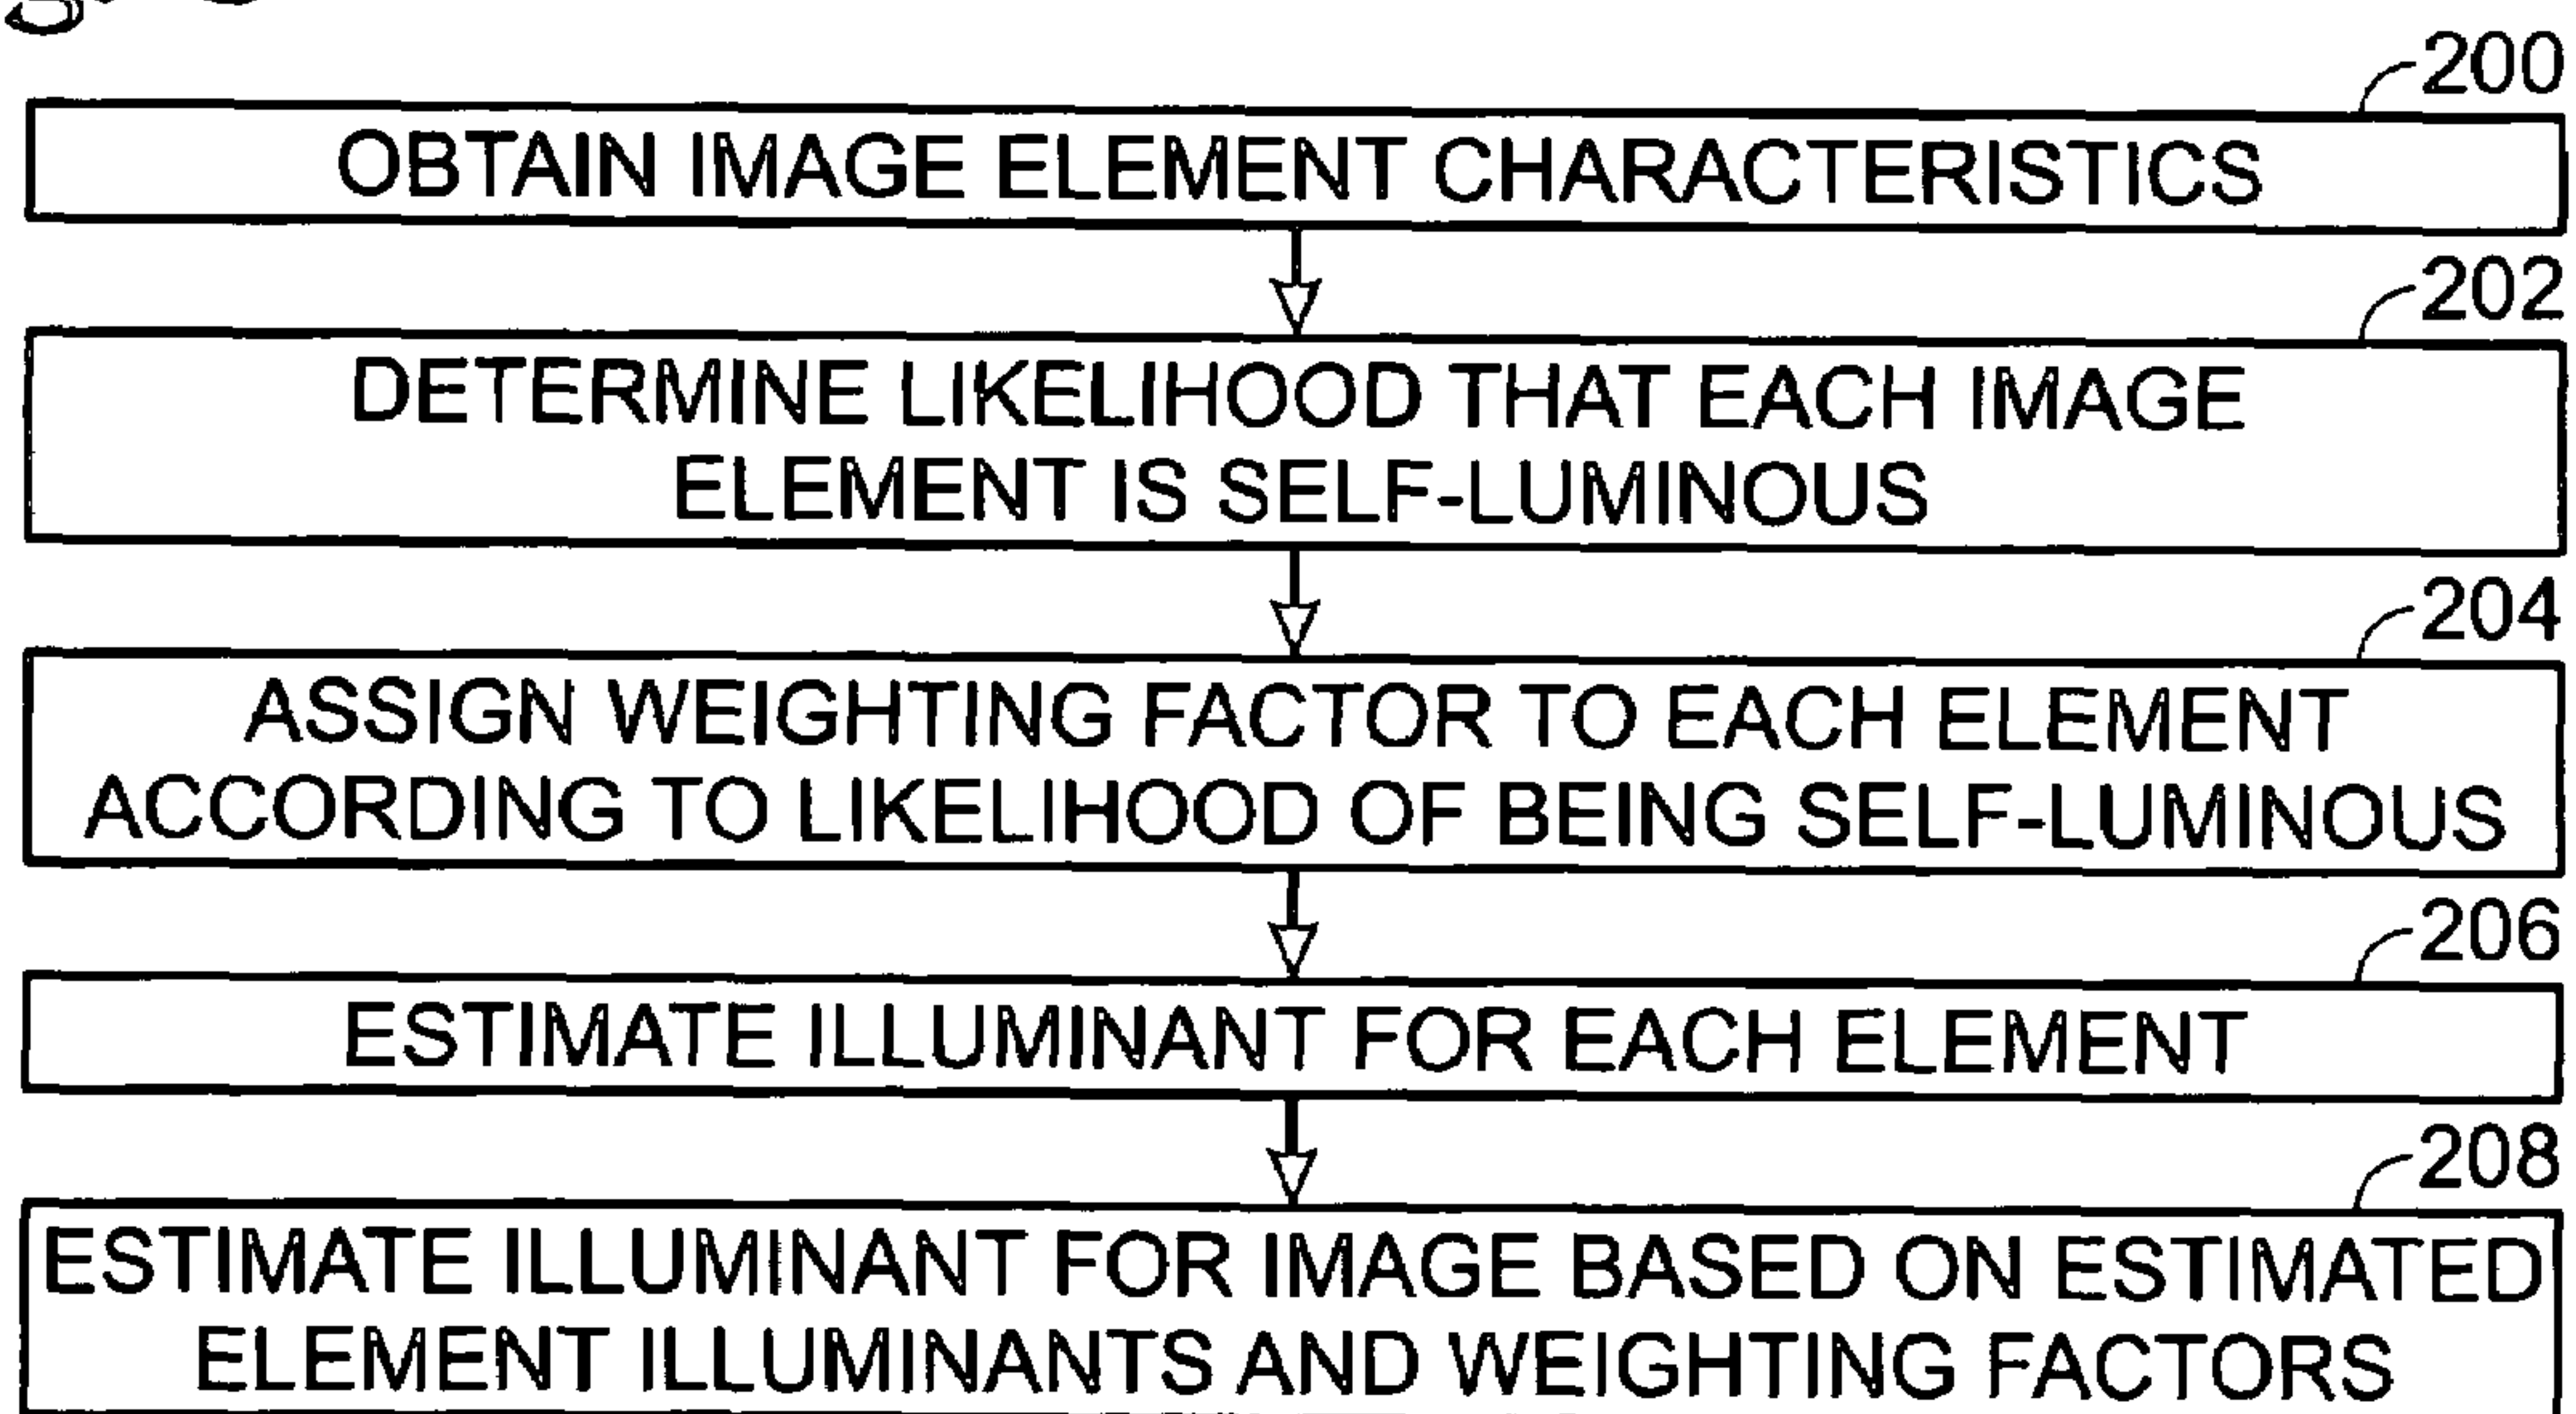 200
OBTAIN IMAGE ELEMENT CHARACTERISTICS
202
DETERMINE LIKELIHOOD THAT EACH IMAGE
ELEMENT IS SELF-LUMINOUS
204
ASSIGN WEIGHTING FACTOR TO EACH ELEMENT
ACCORDING TO LIKELIHOOD OF BEING SELF-LUMINOUS
206
ESTIMATE ILLUMINANT FOR EACH ELEMENT
208
ESTIMATE ILLUMINANT FOR IMAGE BASED ON ESTIMATED
ELEMENT ILLUMINANTS AND WEIGHTING FACTORS